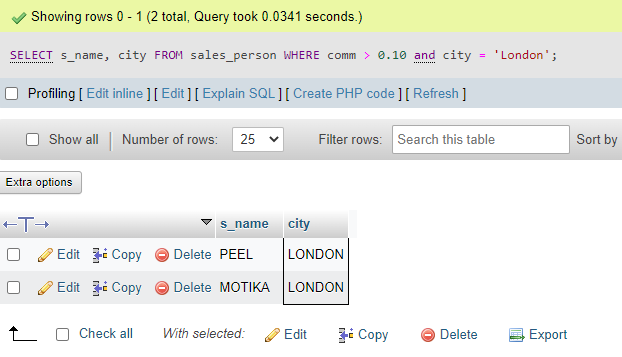 Showing rows 0 - 1 (2 total, Query took 0.0341 seconds.)
SELECT s_name, city FROM sales_person WHERE comm > 0.10 and city = 'London';
Profiling [ Edit inline ] [ Edit ] [ Explain SQL ] [ Create PHP code ] [ Refresh ]
Show all Number of rows: 25 Filter rows: Search this table Sort by
Extra options
s_name city
Edit Copy Delete PEEL LONDON
Edit Copy Delete MOTIKA LONDON
Check all With selected: Edit Copy Delete Export